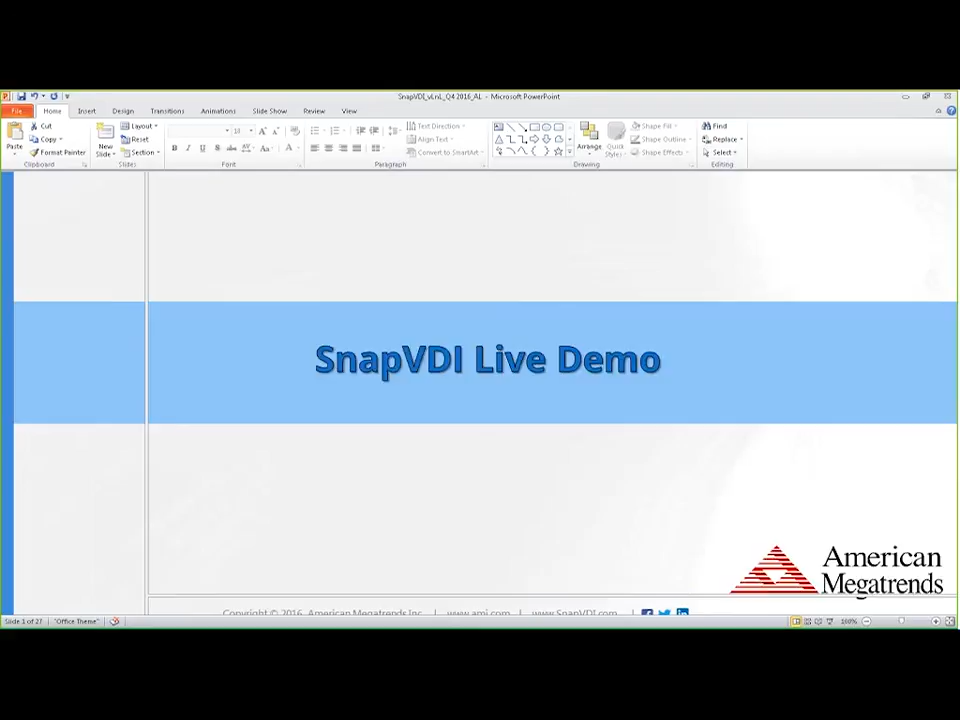 SnapVDI_vLnL_Q4 2016_AL - Microsoft PowerPoint
File Home Insert Design Transitions Animations Slide Show Review View
Paste
Cut
Copy
Format Painter
Clipboard
New
Slide
Layout
Reset
Section
Slides
18
Font
Text Direction
Align Text
Convert to SmartArt
Paragraph
Arrange
Quick
Styles
Shape Fill
Shape Outline
Shape Effects
Drawing
Find
Replace
Select
Editing
SnapVDI Live Demo
American
Megatrends
Copyright © 2016 American Megatrends Inc. | www.ami.com | www.SnapVDI.com |
Slide 1 of 27 "Office Theme" 100%